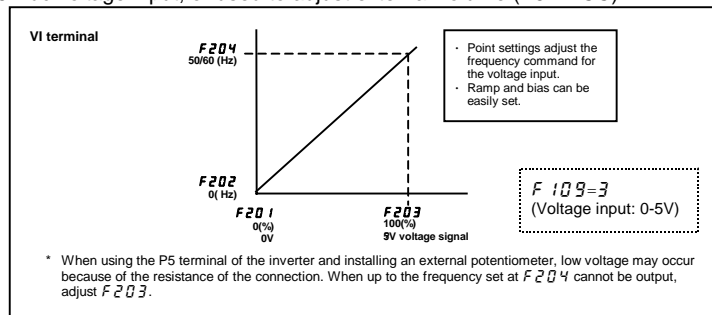 VI terminal
F204
50/60 (Hz)
· Point settings adjust the
frequency command for
the voltage input.
· Ramp and bias can be
easily set.
F202
0( Hz)
F201
0(%)
0V
F203
100(%)
5V voltage signal
F109=3
(Voltage input: 0-5V)
* When using the P5 terminal of the inverter and installing an external potentiometer, low voltage may occur
because of the resistance of the connection. When up to the frequency set at F204 cannot be output,
adjust F203.